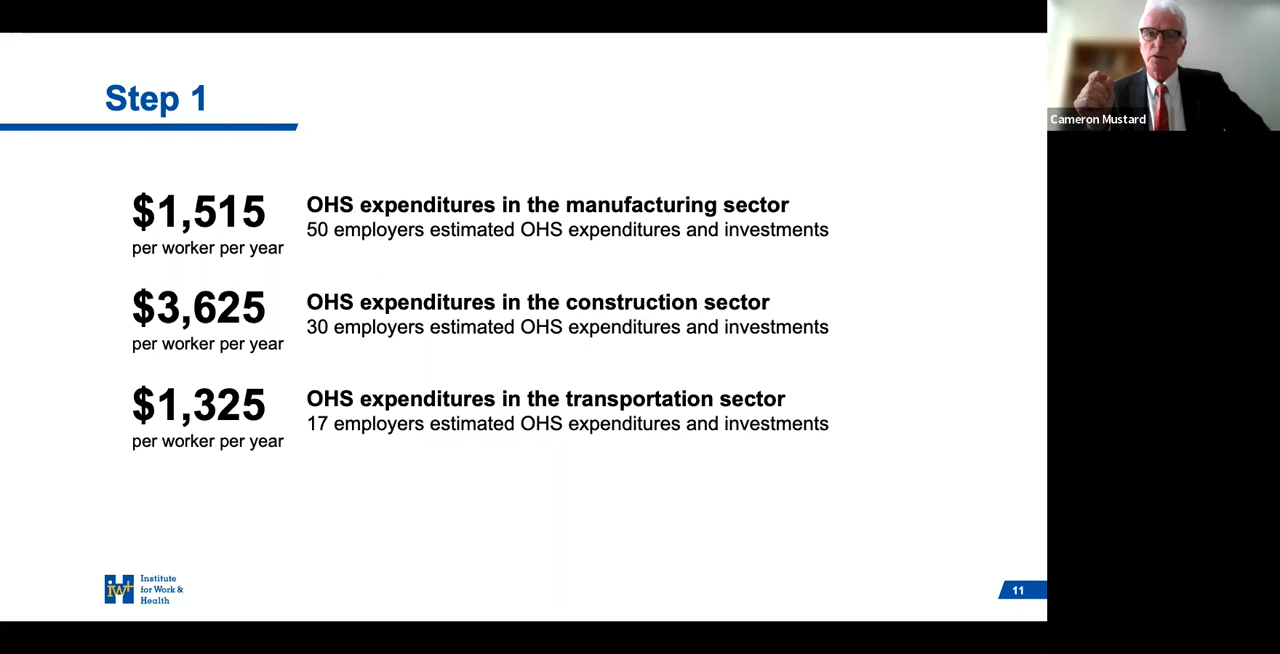 Step 1
$1,515
per worker per year
OHS expenditures in the manufacturing sector
50 employers estimated OHS expenditures and investments
$3,625
per worker per year
OHS expenditures in the construction sector
30 employers estimated OHS expenditures and investments
$1,325
per worker per year
OHS expenditures in the transportation sector
17 employers estimated OHS expenditures and investments
iwH
Institute
for Work &
Health
11
Cameron Mustard